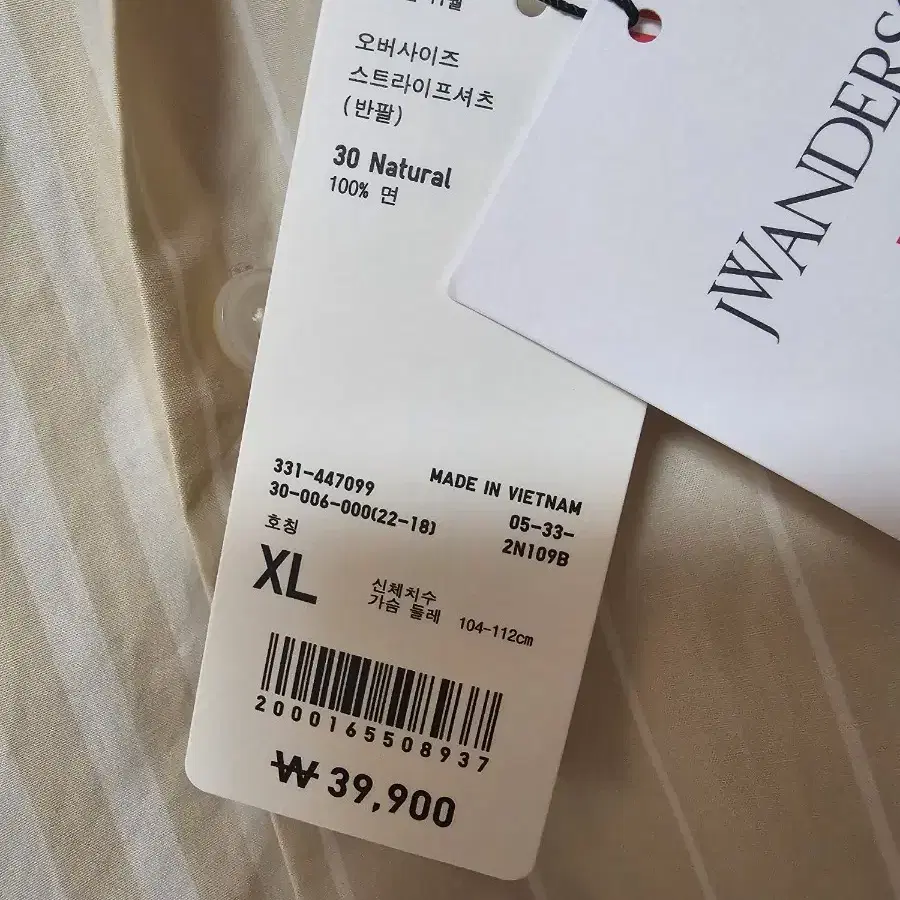 오버사이즈
스트라이프셔츠
(반팔)
30 Natural
100% 면
331-447099
30-006-000(22-18)
MADE IN VIETNAM
05-33-
2N109B
호칭
XL
신체치수
가슴 둘레 104-112cm
2000165508937
₩ 39,900
JWANDERS